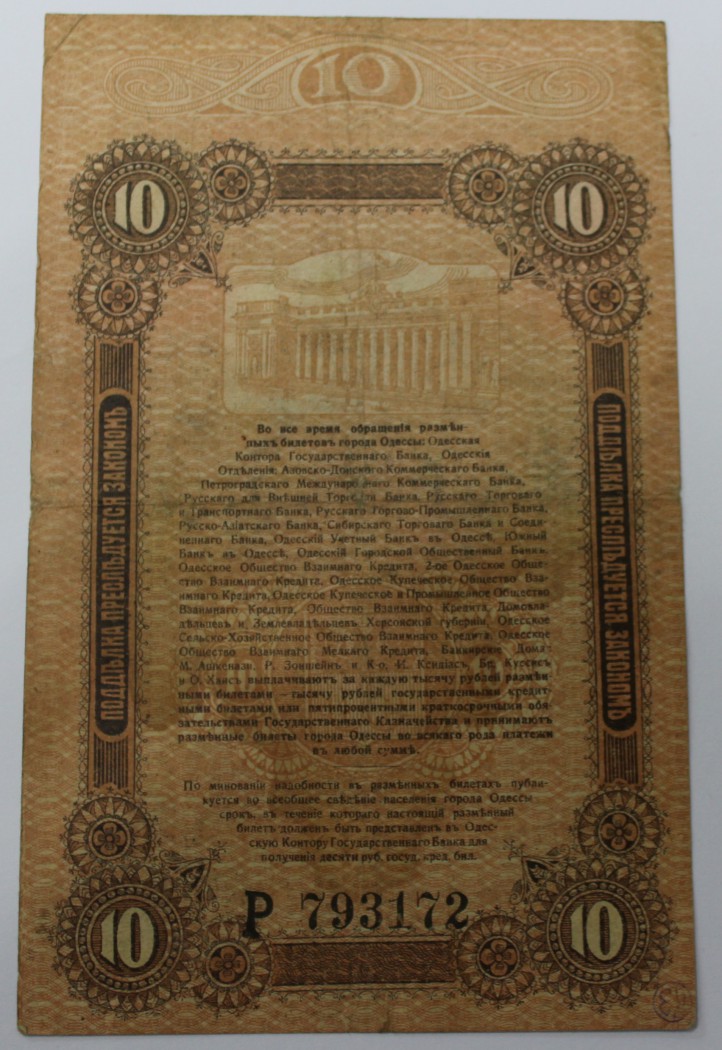 10
10 10
ПОДДѢЛКА ПРЕСЛѢДУЕТСЯ ЗАКОНОМЪ
Во все время обращенія размѣн-
ныхъ билетовъ города Одессы: Одесская
Контора Государственнаго Банка, Одесскія
Отдѣленія: Азовско-Донского Коммерческаго Банка,
Петроградскаго Международнаго Коммерческаго Банка,
Русскаго для Внѣшней Торговли Банка, Русскаго Торговаго
и Транспортнаго Банка, Русскаго Торгово-Промышленнаго Банка,
Русско-Азіатскаго Банка, Сибирскаго Торговаго Банка и Соеди-
неннаго Банка, Одесскій Учетный Банкъ въ Одессѣ, Южный
Банкъ въ Одессѣ, Одесскій Городской Общественный Банкъ,
Одесское Общество Взаимнаго Кредита, 2-ое Одесское Обще-
ство Взаимнаго Кредита, Одесское Купеческое Общество Вза-
имнаго Кредита, Одесское Купеческое и Промышленное Общество
Взаимнаго Кредита, Общество Взаимнаго Кредита Домовла-
дѣльцевъ и Землевладѣльцевъ Херсонской губерніи, Одесское
Сельско-Хозяйственное Общество Взаимнаго Кредита, Одесское
Общество Взаимнаго Мелкаго Кредита, Банкирскіе Дома:
М. Ашкенази, Р. Зонштейнъ и К-о, И. Ксидіасъ, Бр.
и О. Хаисъ выплачиваютъ за каждую тысячу рублей размѣн-
ными билетами — тысячу рублей государственными кредит-
ными билетами или пятипроцентными краткосрочными обя-
зательствами Государственнаго Казначейства и принимаютъ
размѣнные билеты города Одессы во всякаго рода платежи
въ любой суммѣ.
ПОДДѢЛКА ПРЕСЛѢДУЕТСЯ ЗАКОНОМЪ
По минованіи надобности въ размѣнныхъ билетахъ публи-
куется во всеобщее свѣдѣніе населенія города Одессы
срокъ, въ теченіе котораго настоящій размѣнный
билетъ долженъ быть представленъ въ Одес-
скую Контору Государственнаго Банка для
полученія десяти руб. госуд. кред. бил.
Р 793172
10 10